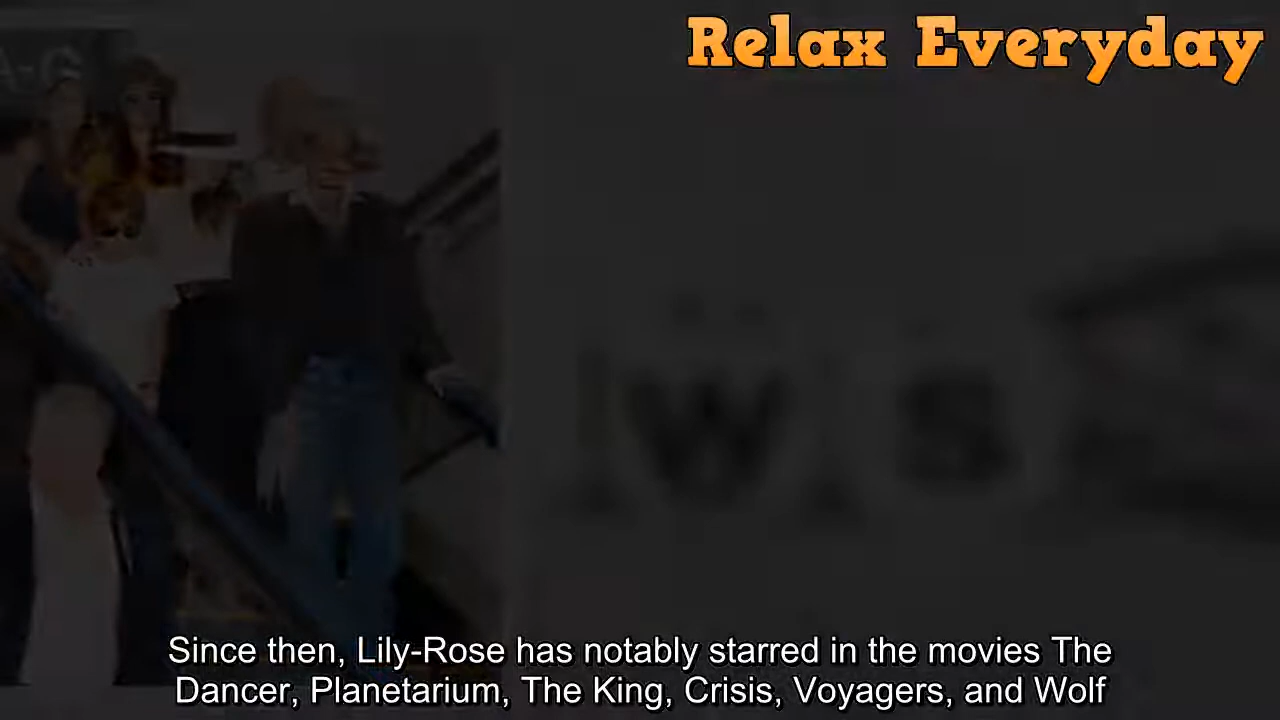 Relax Everyday
A-G
W S
Since then, Lily-Rose has notably starred in the movies The
Dancer, Planetarium, The King, Crisis, Voyagers, and Wolf